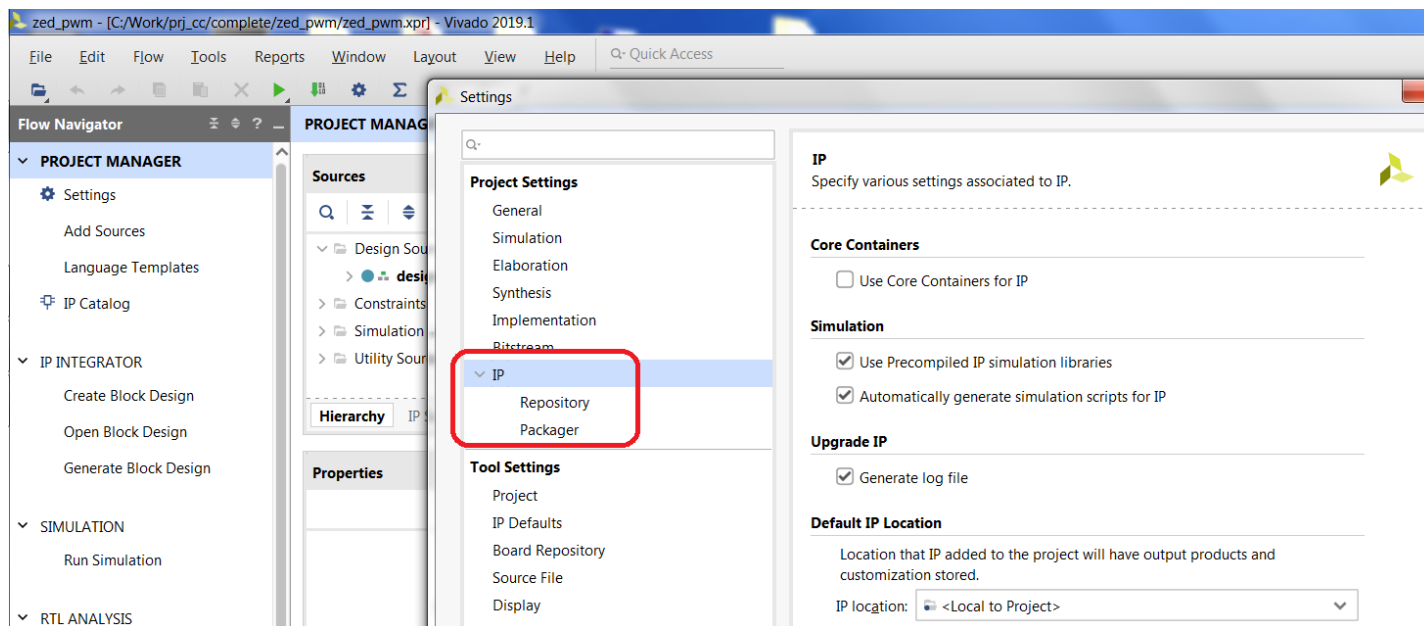 zed_pwm - [C:/Work/prj_cc/complete/zed_pwm/zed_pwm.xpr] - Vivado 2019.1
File Edit Flow Tools Reports Window Layout View Help Quick Access
Settings
Flow Navigator
PROJECT MANAGER
Settings
Add Sources
Language Templates
IP Catalog
IP INTEGRATOR
Create Block Design
Open Block Design
Generate Block Design
SIMULATION
Run Simulation
RTL ANALYSIS
PROJECT MANAG
Sources
Design Sou
desig
Constraints
Simulation
Utility Sour
Hierarchy IP S
Properties
Project Settings
General
Simulation
Elaboration
Synthesis
Implementation
Bitstream
IP
Repository
Packager
Tool Settings
Project
IP Defaults
Board Repository
Source File
Display
IP
Specify various settings associated to IP.
Core Containers
Use Core Containers for IP
Simulation
Use Precompiled IP simulation libraries
Automatically generate simulation scripts for IP
Upgrade IP
Generate log file
Default IP Location
Location that IP added to the project will have output products and
customization stored.
IP location: <Local to Project>